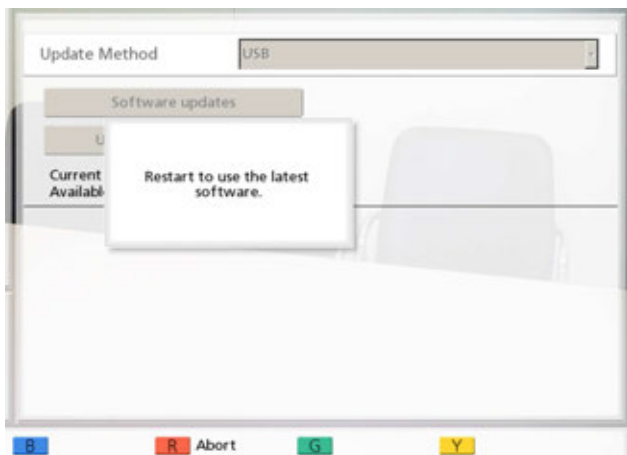 Update Method USB
Software updates
U
Restart to use the latest
software.
Current
Availabl
B R Abort G Y